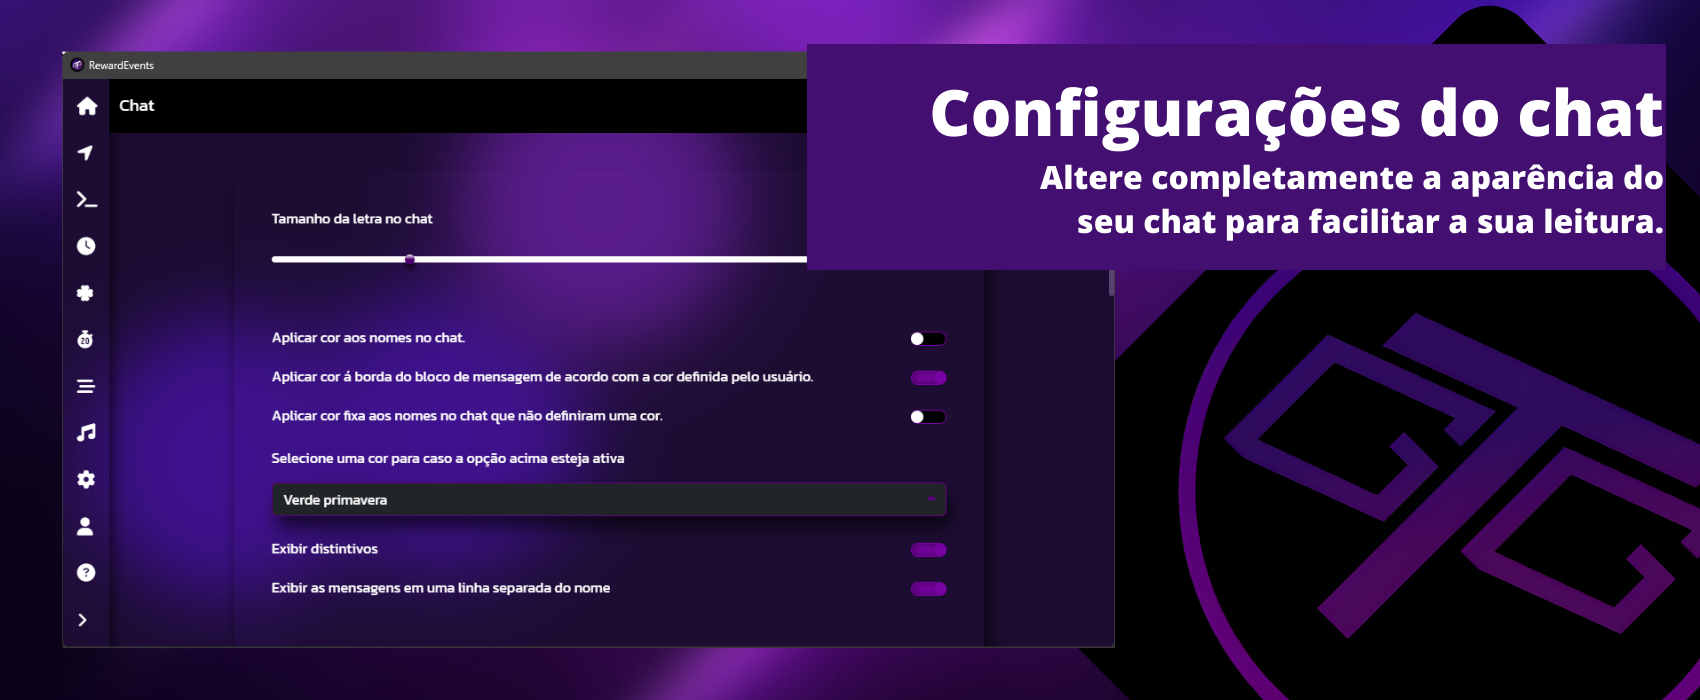 RewardEvents
Chat
Configurações do chat
Altere completamente a aparência do
seu chat para facilitar a sua leitura.
Tamanho da letra no chat
Aplicar cor aos nomes no chat.
Aplicar cor á borda do bloco de mensagem de acordo com a cor definida pelo usuário.
Aplicar cor fixa aos nomes no chat que não definiram uma cor.
Selecione uma cor para caso a opção acima esteja ativa
Verde primavera
Exibir distintivos
Exibir as mensagens em uma linha separada do nome
20